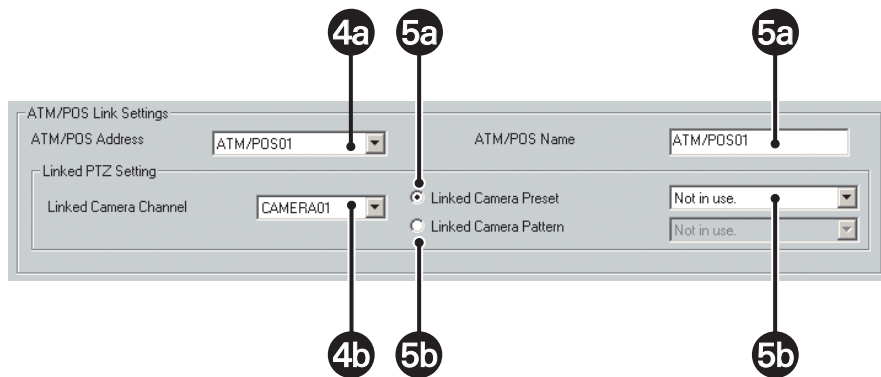 4a 5a 5a
ATM/POS Link Settings
ATM/POS Address ATM/POS01 ATM/POS Name ATM/POS01
Linked PTZ Setting
Linked Camera Channel CAMERA01 Linked Camera Preset Not in use.
Linked Camera Pattern Not in use.
4b 5b 5b